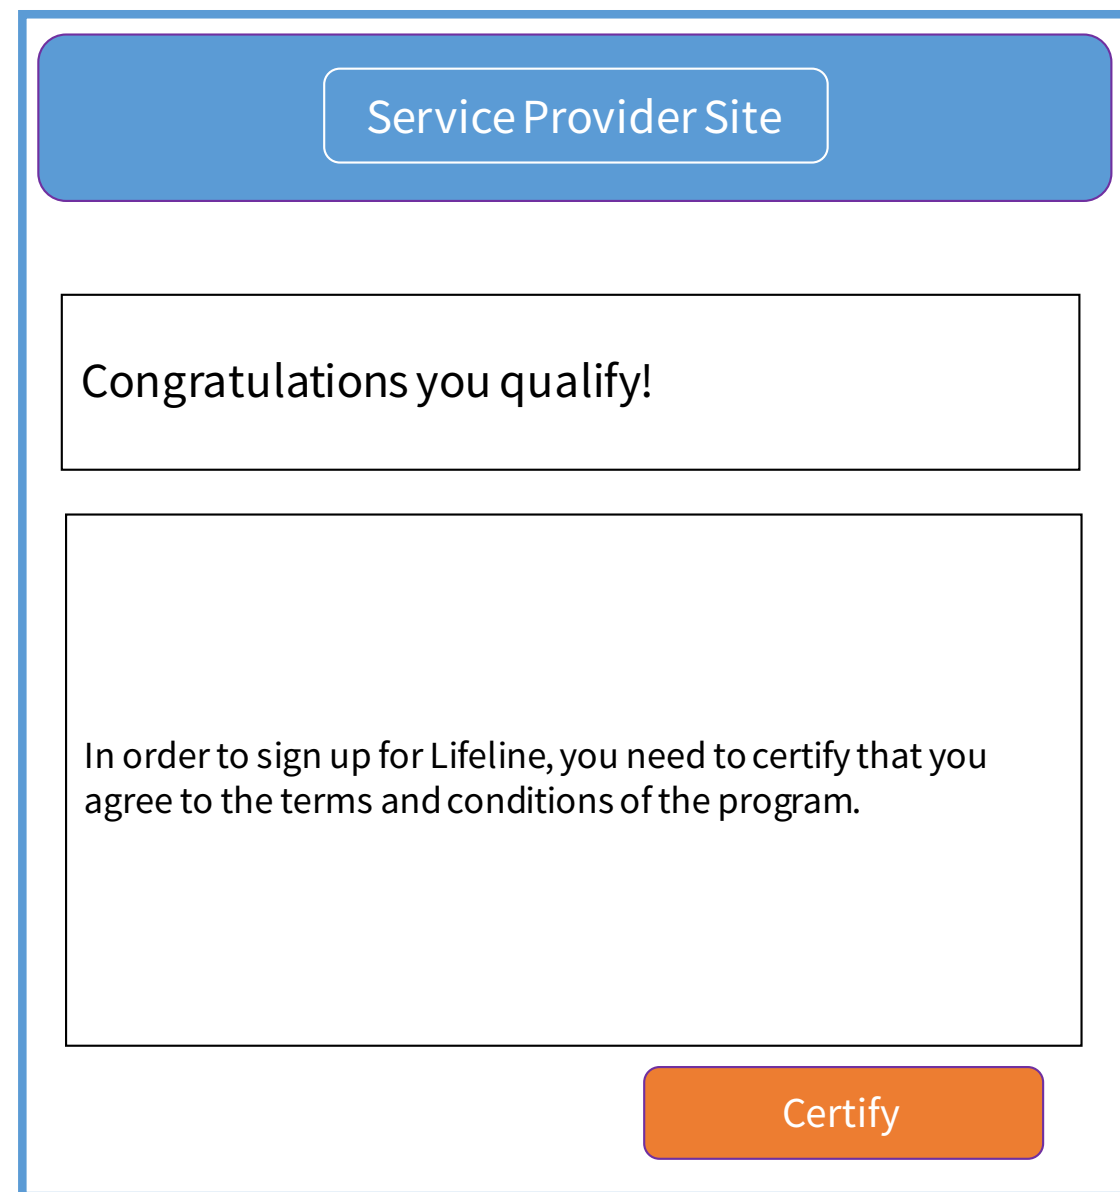 Service Provider Site
Congratulations you qualify!
In order to sign up for Lifeline, you need to certify that you
agree to the terms and conditions of the program.
Certify